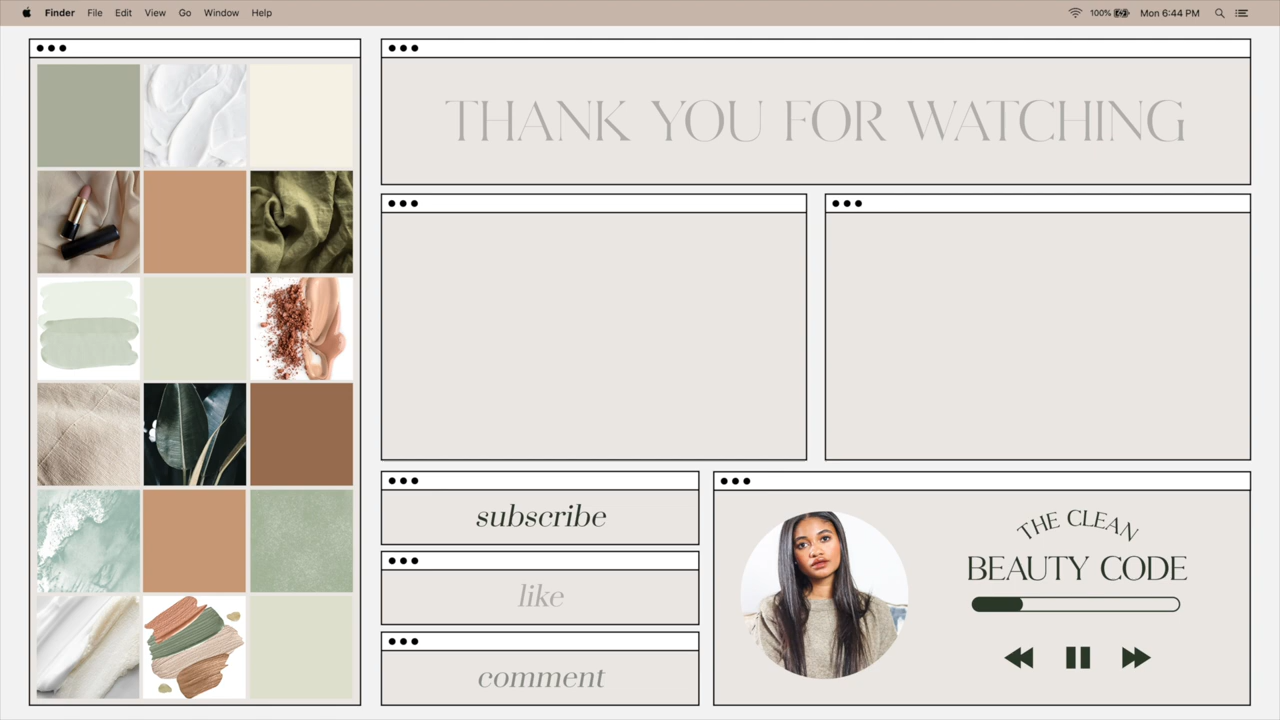 Finder File Edit View Go Window Help
100% Mon 6:44 PM
THANK YOU FOR WATCHING
subscribe
like
comment
THE CLEAN
BEAUTY CODE